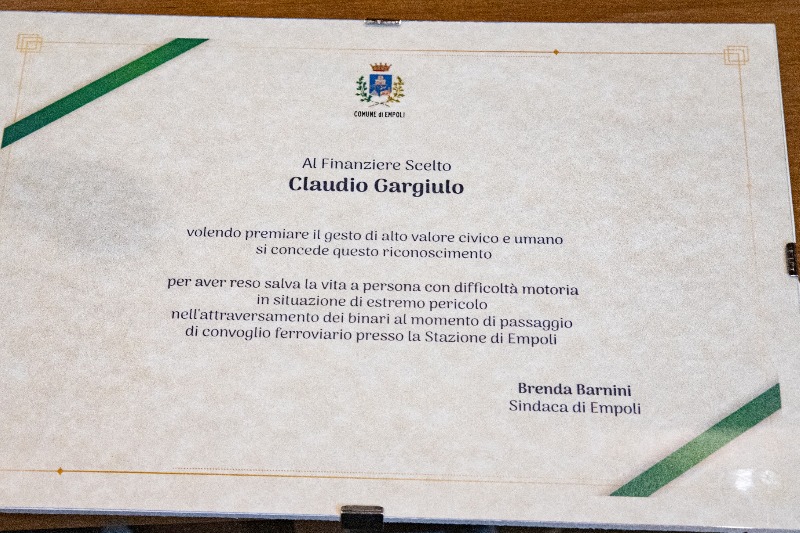 COMUNE di EMPOLI
Al Finanziere Scelto
Claudio Gargiulo
volendo premiare il gesto di alto valore civico e umano
si concede questo riconoscimento
per aver reso salva la vita a persona con difficoltà motoria
in situazione di estremo pericolo
nell'attraversamento dei binari al momento di passaggio
di convoglio ferroviario presso la Stazione di Empoli
Brenda Barnini
Sindaca di Empoli